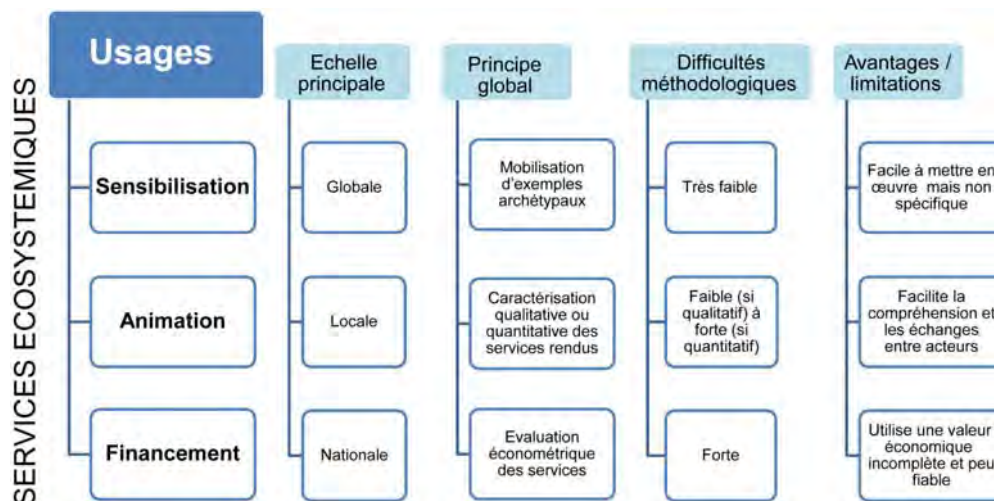 SERVICES ECOSYSTEMIQUES
Usages
Echelle
principale
Principe
global
Difficultés
méthodologiques
Avantages /
limitations
Sensibilisation
Globale
Mobilisation
d'exemples
archétypaux
Très faible
Facile à mettre en
œuvre mais non
spécifique
Animation
Locale
Caractérisation
qualitative ou
quantitative des
services rendus
Faible (si
qualitatif) à
forte (si
quantitatif)
Facilite la
compréhension et
les échanges
entre acteurs
Financement
Nationale
Evaluation
économétrique
des services
Forte
Utilise une valeur
économique
incomplète et peu
fiable